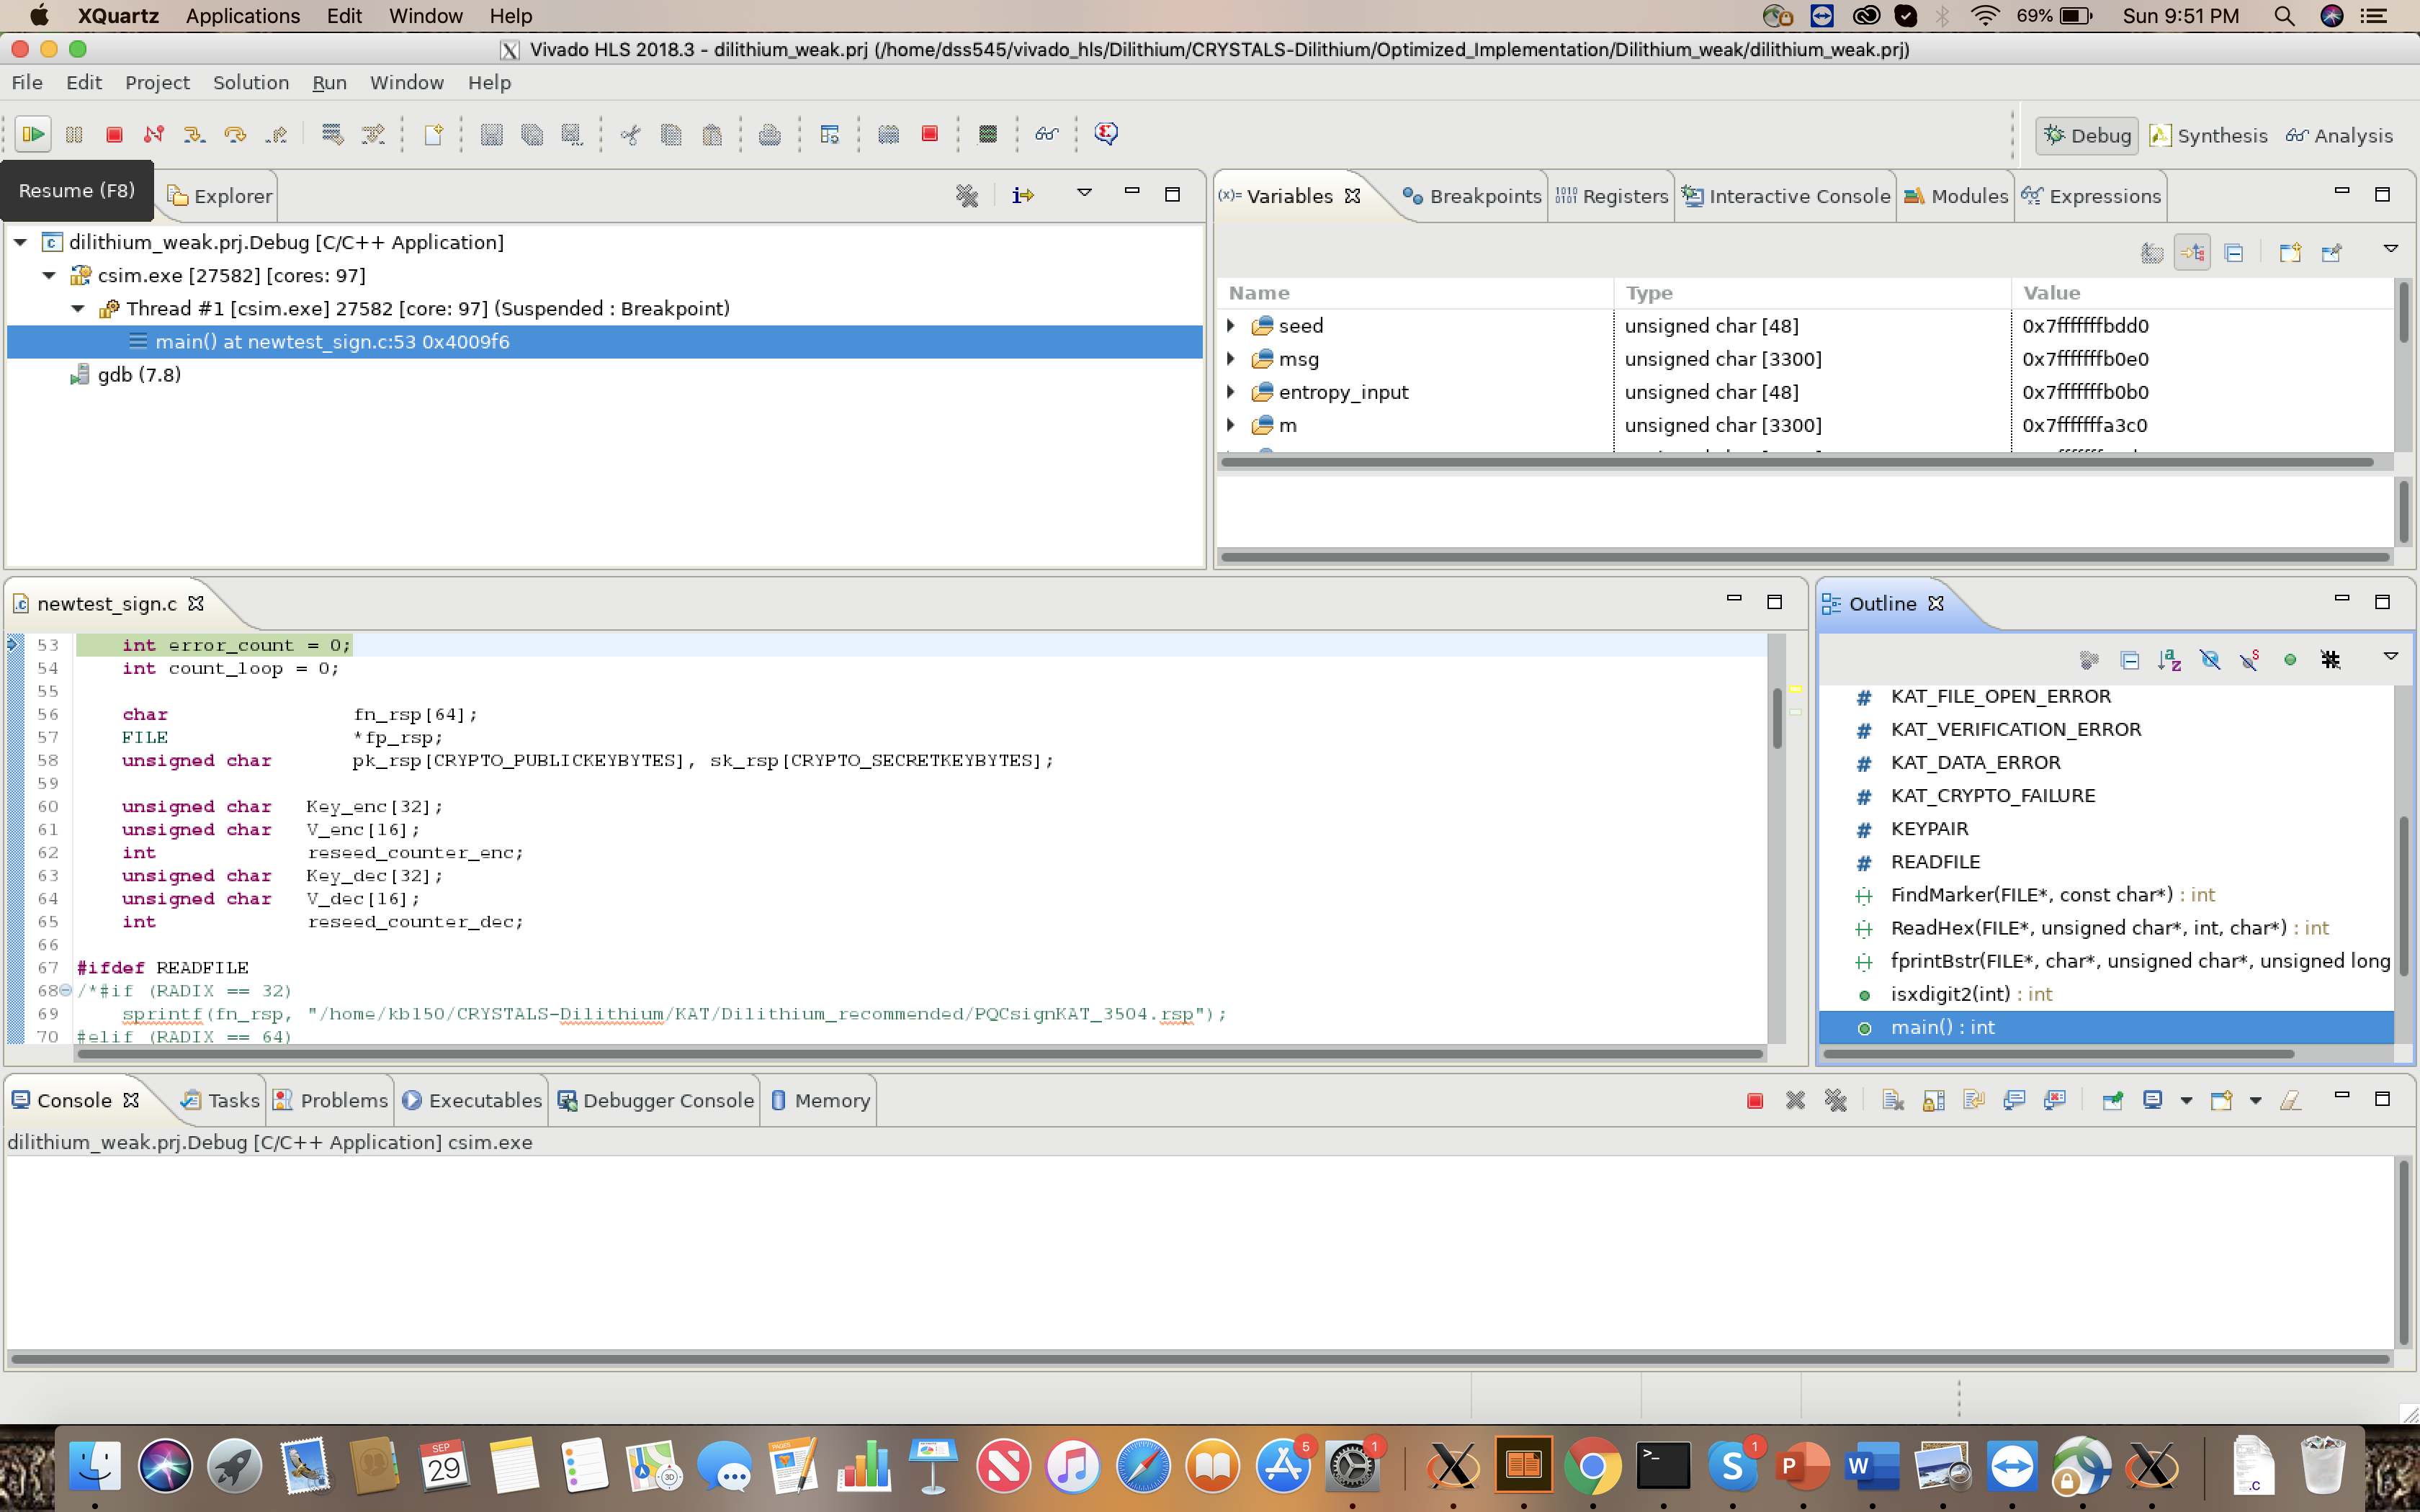 XQuartz Applications Edit Window Help 69% Sun 9:51 PM
Vivado HLS 2018.3 - dilithium_weak.prj (/home/dss545/vivado_hls/Dilithium/CRYSTALS-Dilithium/Optimized_Implementation/Dilithium_weak/dilithium_weak.prj)
File Edit Project Solution Run Window Help
Debug Synthesis Analysis
Resume (F8)
Explorer
dilithium_weak.prj.Debug [C/C++ Application]
csim.exe [27582] [cores: 97]
Thread #1 [csim.exe] 27582 [core: 97] (Suspended : Breakpoint)
main() at newtest_sign.c:53 0x4009f6
gdb (7.8)
(x)= Variables Breakpoints Registers Interactive Console Modules Expressions
Name Type Value
seed unsigned char [48] 0x7fffffffbdd0
msg unsigned char [3300] 0x7fffffffb0e0
entropy_input unsigned char [48] 0x7fffffffb0b0
m unsigned char [3300] 0x7fffffffa3c0
newtest_sign.c
53 int error_count = 0;
54 int count_loop = 0;
55
56 char fn_rsp[64];
57 FILE *fp_rsp;
58 unsigned char pk_rsp[CRYPTO_PUBLICKEYBYTES], sk_rsp[CRYPTO_SECRETKEYBYTES];
59
60 unsigned char Key_enc[32];
61 unsigned char V_enc[16];
62 int reseed_counter_enc;
63 unsigned char Key_dec[32];
64 unsigned char V_dec[16];
65 int reseed_counter_dec;
66
67 #ifdef READFILE
68 /*#if (RADIX == 32)
69 sprintf(fn_rsp, "/home/kb150/CRYSTALS-Dilithium/KAT/Dilithium_recommended/PQCsignKAT_3504.rsp");
70 #elif (RADIX == 64)
Outline
# KAT_FILE_OPEN_ERROR
# KAT_VERIFICATION_ERROR
# KAT_DATA_ERROR
# KAT_CRYPTO_FAILURE
# KEYPAIR
# READFILE
FindMarker(FILE*, const char*) : int
ReadHex(FILE*, unsigned char*, int, char*) : int
fprintBstr(FILE*, char*, unsigned char*, unsigned long
isxdigit2(int) : int
main() : int
Console Tasks Problems Executables Debugger Console Memory
dilithium_weak.prj.Debug [C/C++ Application] csim.exe
SEP
29
PAGES
3D
5
1
1
S
P
W
.C